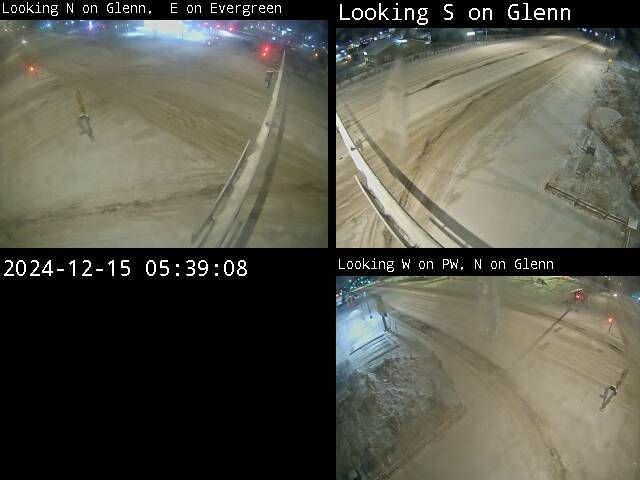 Looking N on Glenn,  E on Evergreen
Looking S on Glenn
2024-12-15 05:39:08
Looking W on PW, N on Glenn